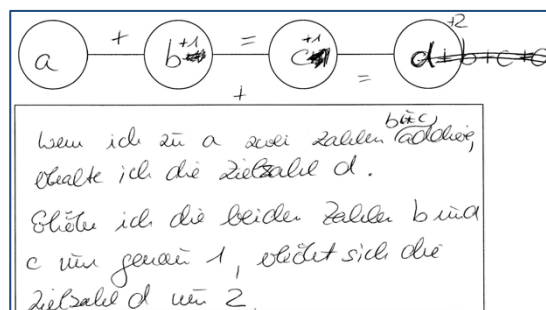 + +1 = +1 +2
a b c d
+ =
Wenn ich zu a zwei Zahlen (b u c) addiere,
erhalte ich die Zielzahl d.
Erhöhe ich die beiden Zahlen b und
c um genau 1, erhöht sich die
Zielzahl d um 2.